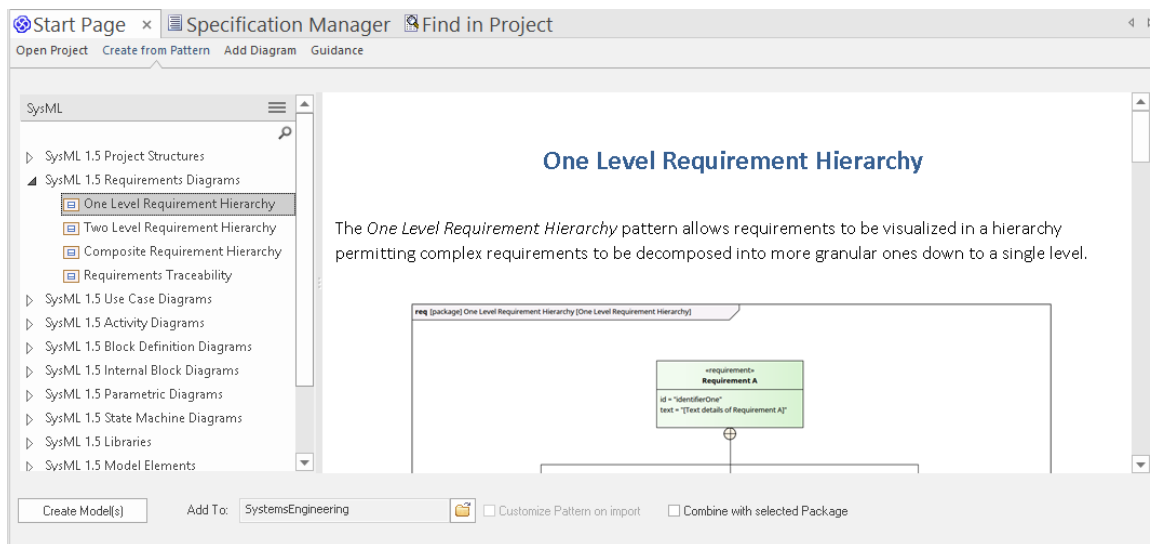 Start Page × Specification Manager Find in Project
Open Project Create from Pattern Add Diagram Guidance
SysML
SysML 1.5 Project Structures
SysML 1.5 Requirements Diagrams
One Level Requirement Hierarchy
Two Level Requirement Hierarchy
Composite Requirement Hierarchy
Requirements Traceability
SysML 1.5 Use Case Diagrams
SysML 1.5 Activity Diagrams
SysML 1.5 Block Definition Diagrams
SysML 1.5 Internal Block Diagrams
SysML 1.5 Parametric Diagrams
SysML 1.5 State Machine Diagrams
SysML 1.5 Libraries
SysML 1.5 Model Elements
One Level Requirement Hierarchy
The One Level Requirement Hierarchy pattern allows requirements to be visualized in a hierarchy
permitting complex requirements to be decomposed into more granular ones down to a single level.
req [package] One Level Requirement Hierarchy [One Level Requirement Hierarchy]
«requirement»
Requirement A
id = "identifierOne"
text = "[Text details of Requirement A]"
Create Model(s) Add To: SystemsEngineering Customize Pattern on import Combine with selected Package